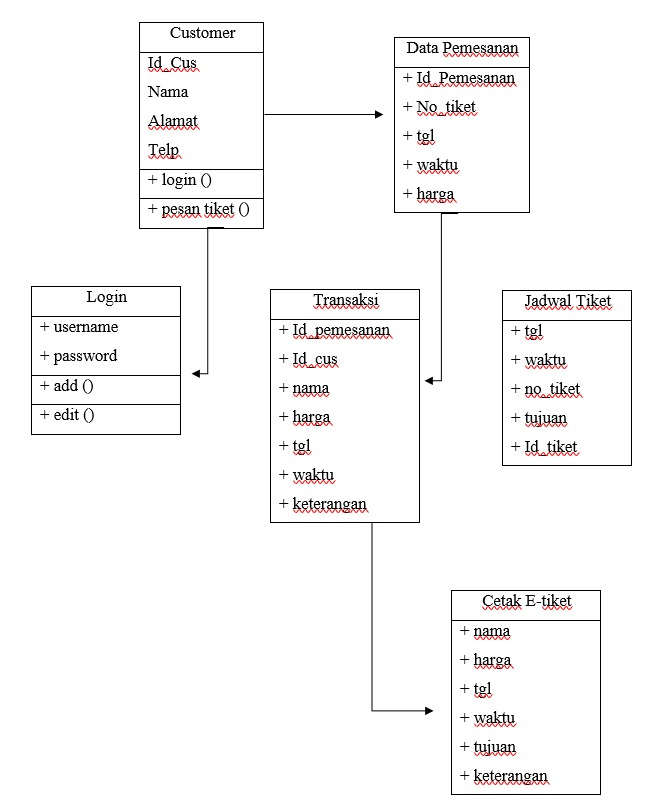 Customer
Id_Cus
Nama
Alamat
Telp
+ login ()
+ pesan tiket ()
Data Pemesanan
+ Id_Pemesanan
+ No_tiket
+ tgl
+ waktu
+ harga
Login
+ username
+ password
+ add ()
+ edit ()
Transaksi
+ Id_pemesanan
+ Id_cus
+ nama
+ harga
+ tgl
+ waktu
+ keterangan
Jadwal Tiket
+ tgl
+ waktu
+ no_tiket
+ tujuan
+ Id_tiket
Cetak E-tiket
+ nama
+ harga
+ tgl
+ waktu
+ tujuan
+ keterangan